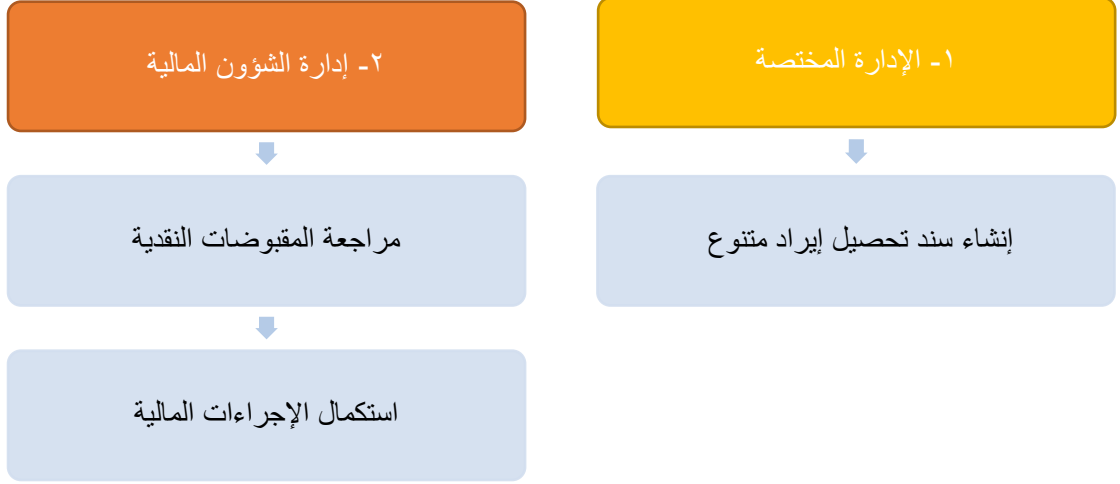 ١- الإدارة المختصة
إنشاء سند تحصيل إيراد متنوع
٢- إدارة الشؤون المالية
مراجعة المقبوضات النقدية
استكمال الإجراءات المالية